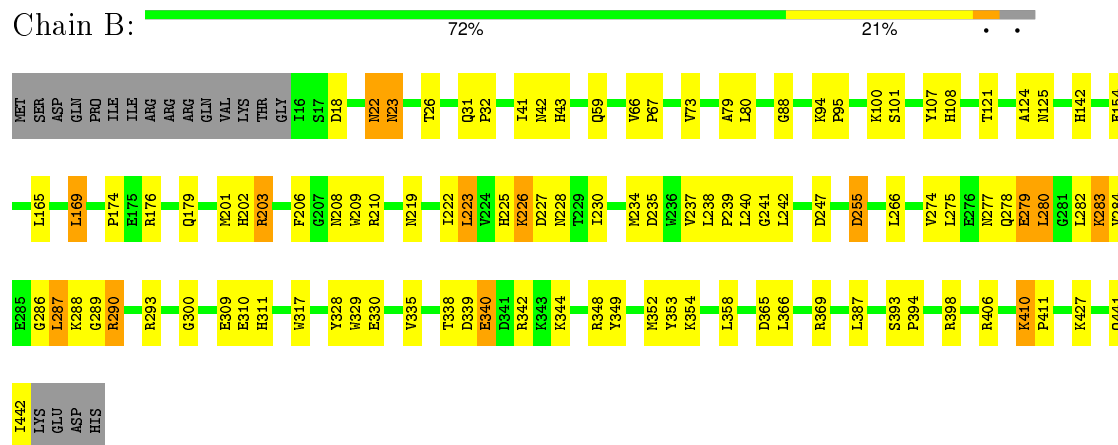 Chain B:
72% 21% • •
MET SER ASP GLN PRO ILE ILE ARG ARG ARG GLN VAL LYS THR GLY I16 S17 D18 N22 N23 T26 Q31 P32 I41 N42 H43 Q59 V66 P67 V73 A79 L80 G88 K94 P95 K100 S101 Y107 H108 T121 A124 N125 H142
L165 L169 P174 E175 R176 Q179 M201 H202 R203 F206 G207 N208 W209 R210 N219 I222 L223 V224 H225 K226 D227 N228 T229 I230 M234 D235 W236 V237 L238 P239 L240 G241 L242 D247 D255 L266 V274 L275 E276 N277 Q278 E279 L280 G281 L282 K283
E285 G286 L287 K288 G289 R290 R293 G300 E309 E310 H311 W317 Y328 W329 E330 V335 T338 D339 E340 D341 R342 K343 K344 R348 Y349 M352 Y353 K354 L358 D365 L366 R369 L387 S393 P394 R398 R406 K410 P411 K427
I442 LYS GLU ASP HIS